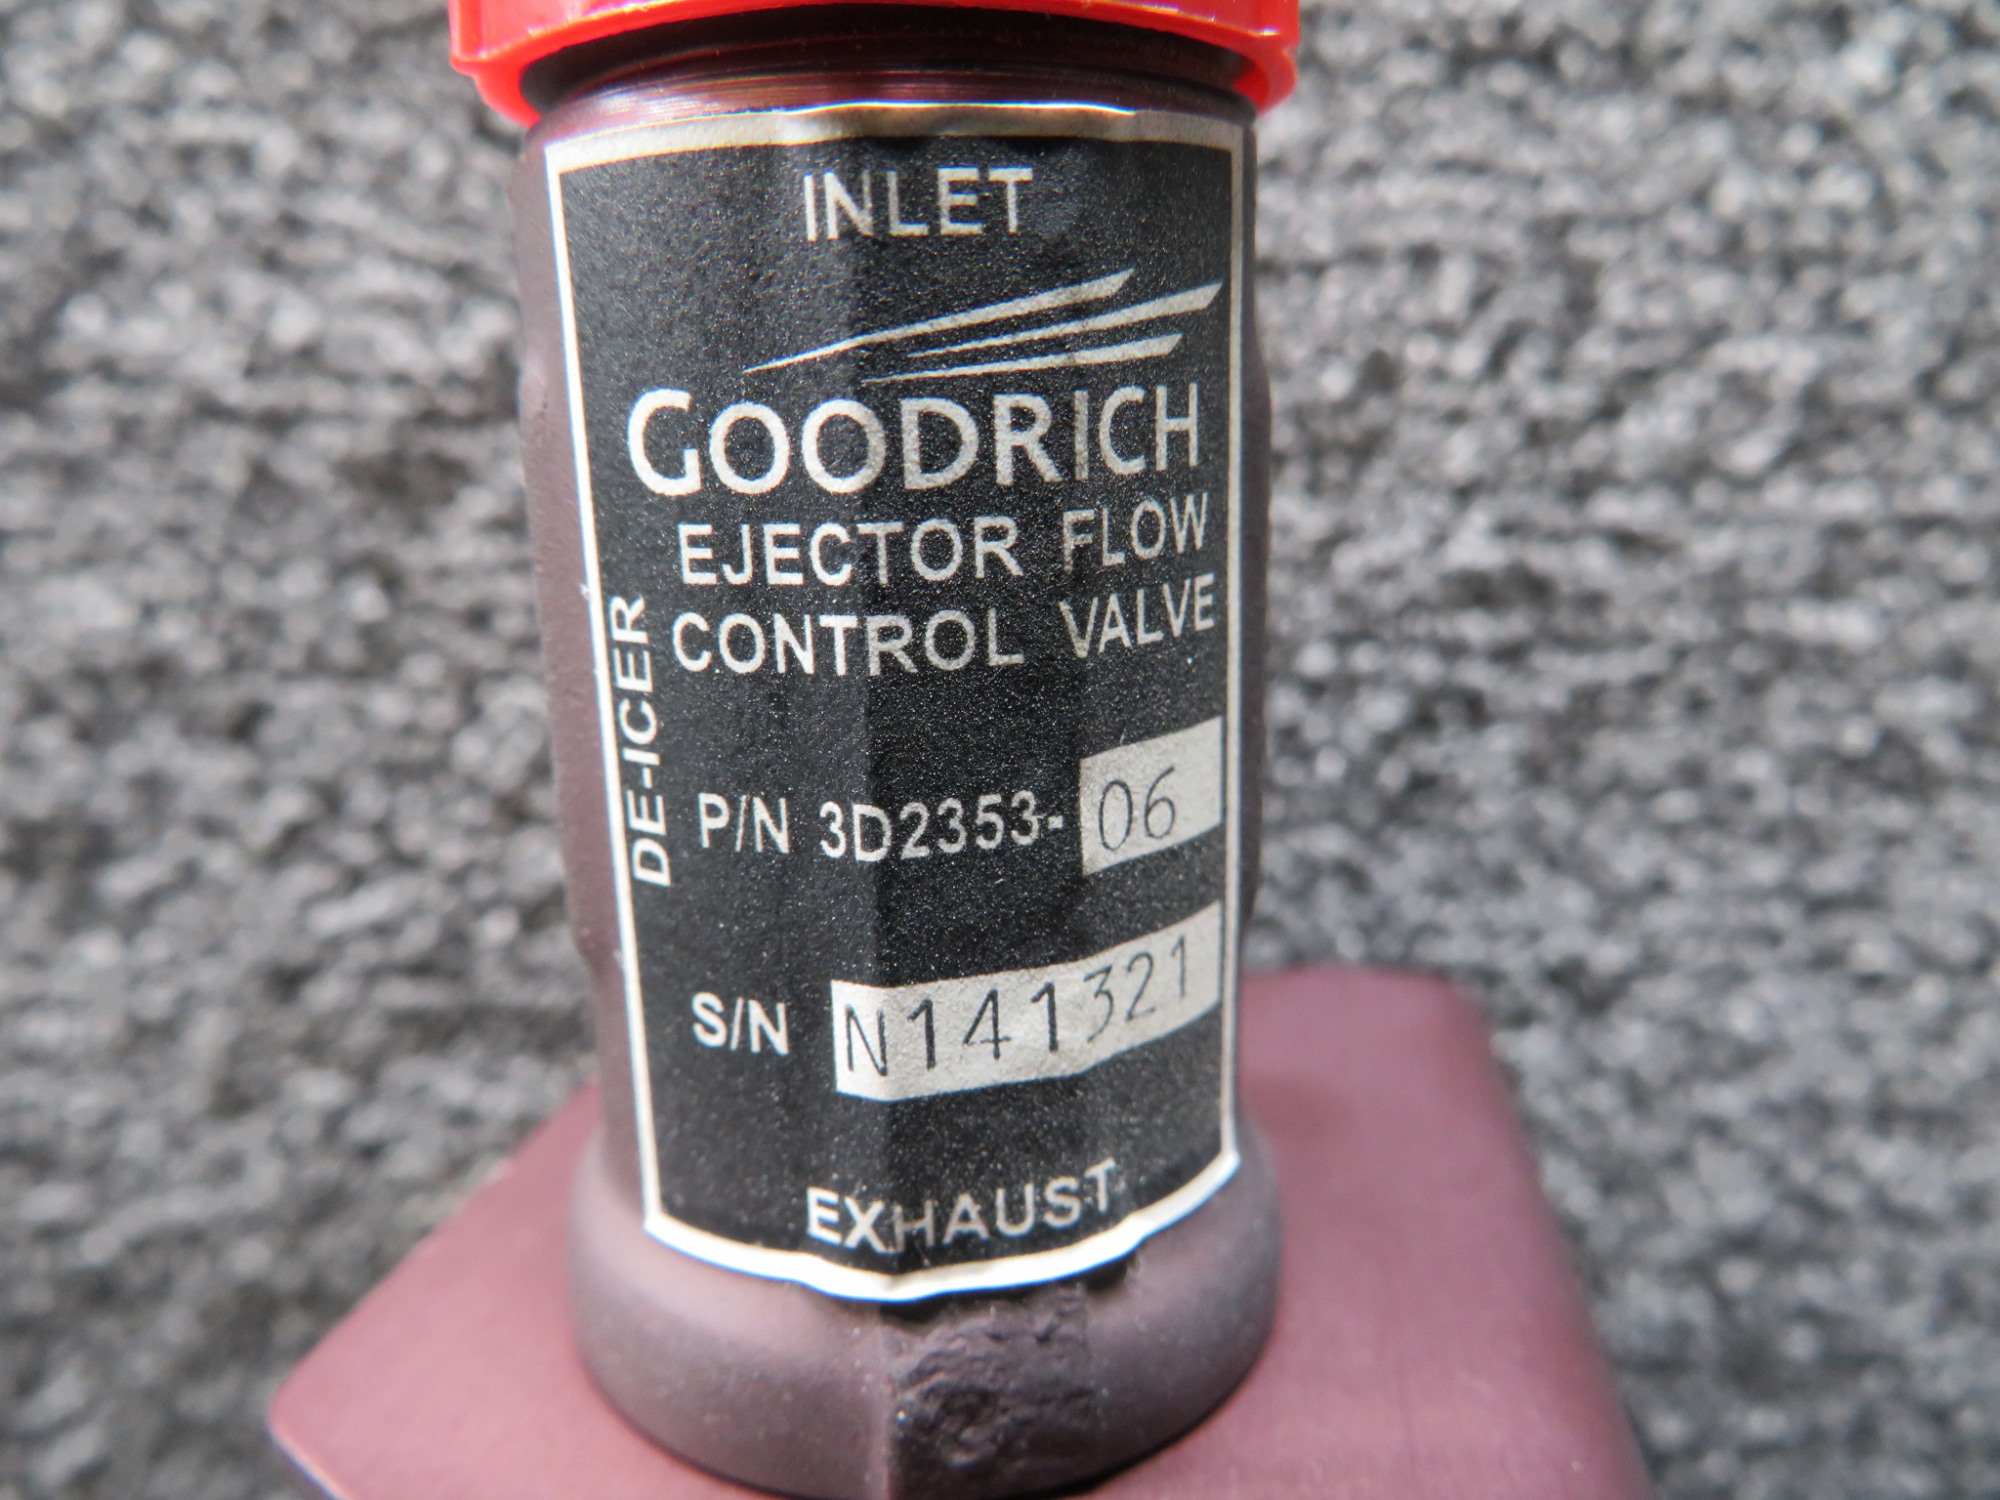 INLET
GOODRICH
EJECTOR FLOW
CONTROL VALVE
DE-ICER
P/N 3D2353-06
S/N N141321
EXHAUST